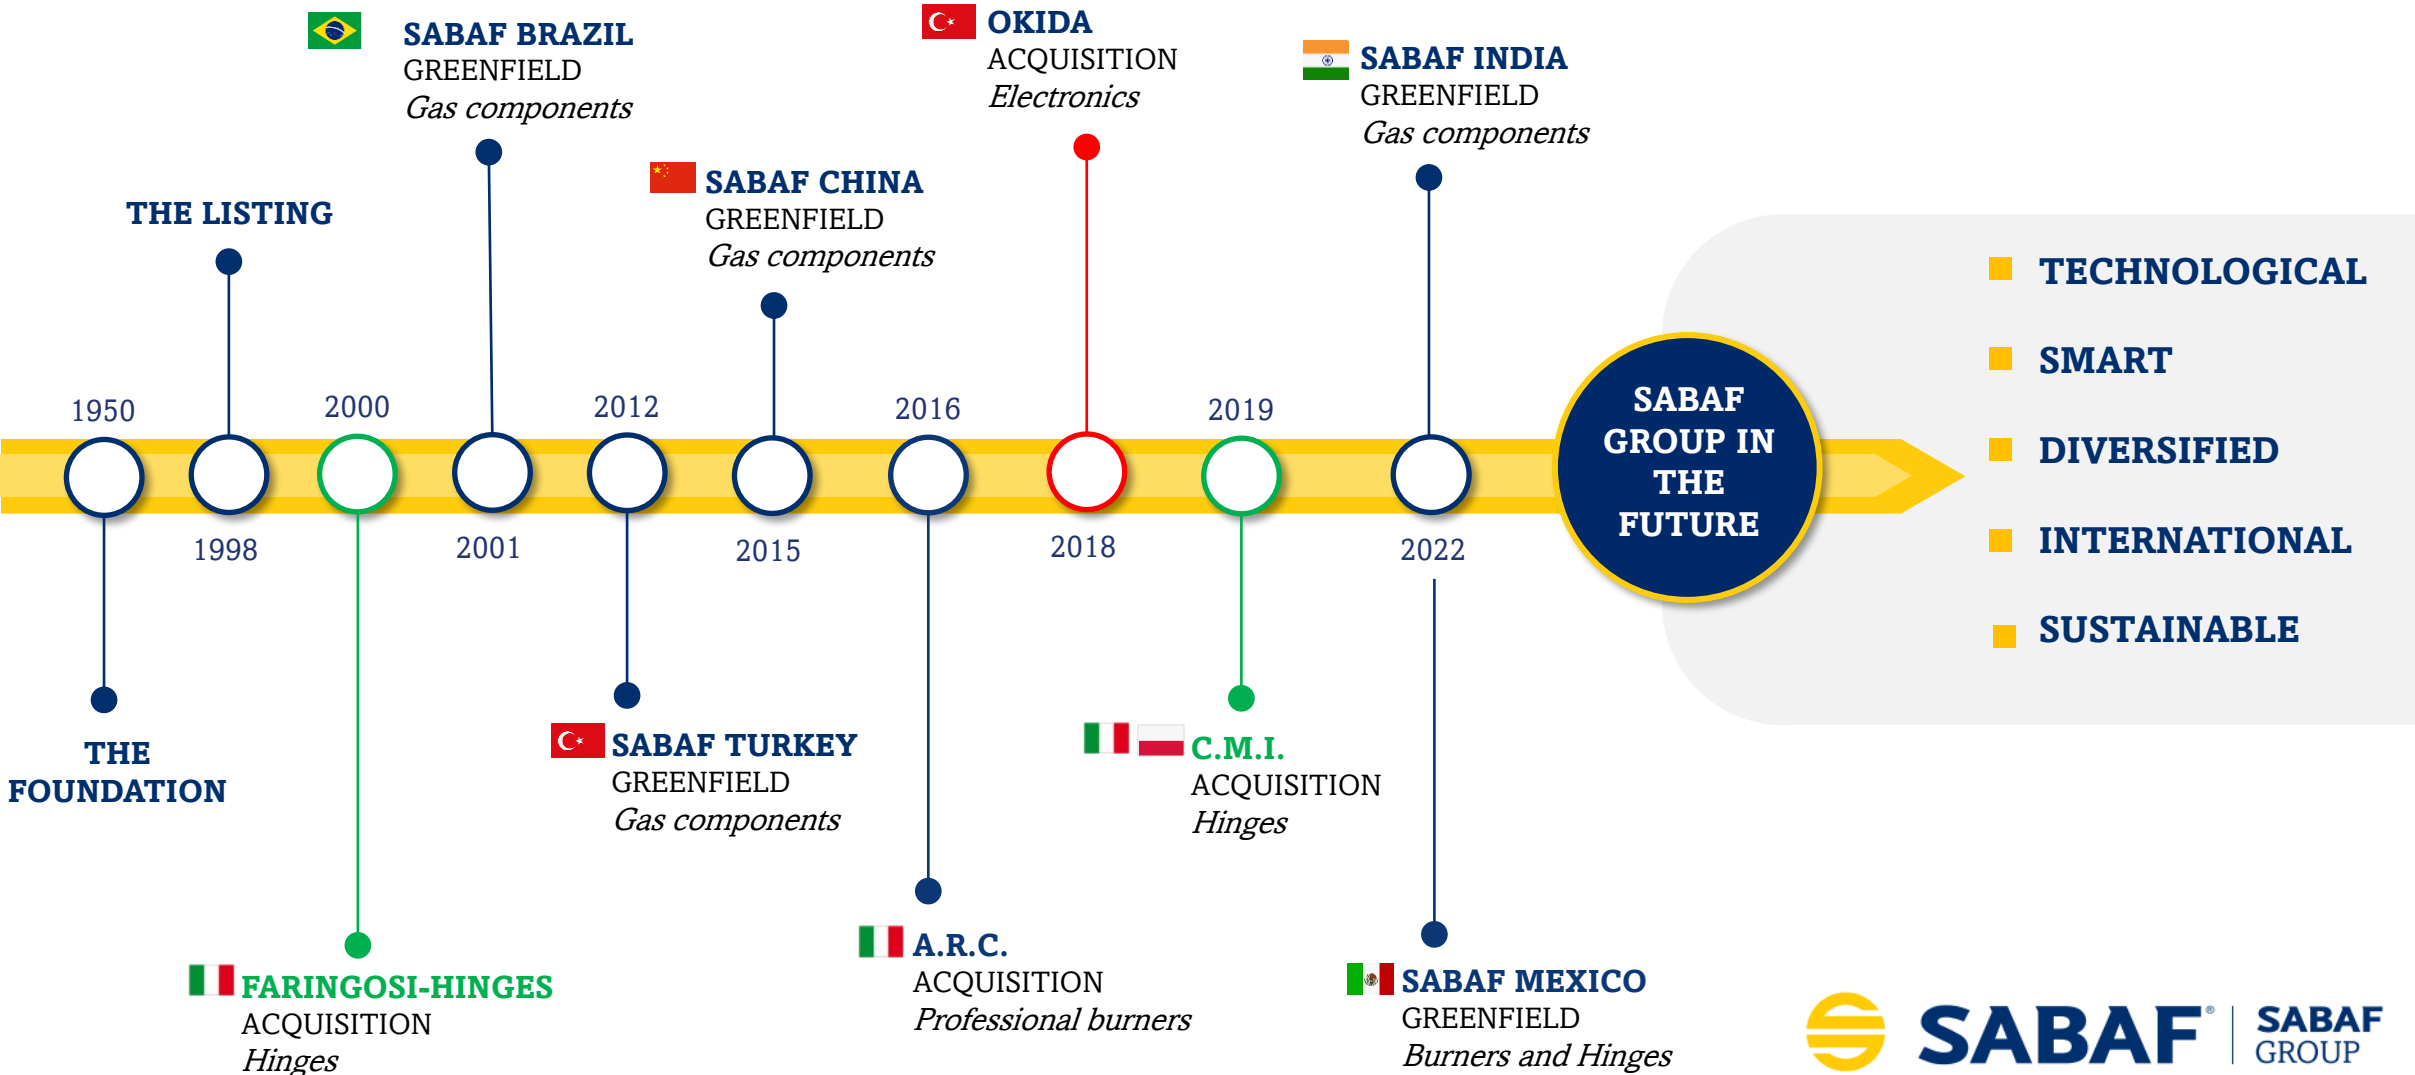 SABAF BRAZIL
GREENFIELD
Gas components
OKIDA
ACQUISITION
Electronics
SABAF INDIA
GREENFIELD
Gas components
THE LISTING
SABAF CHINA
GREENFIELD
Gas components
1950
2000
2012
2016
2019
1998
2001
2015
2018
2022
SABAF
GROUP IN
THE
FUTURE
TECHNOLOGICAL
SMART
DIVERSIFIED
INTERNATIONAL
SUSTAINABLE
THE
FOUNDATION
SABAF TURKEY
GREENFIELD
Gas components
C.M.I.
ACQUISITION
Hinges
FARINGOSI-HINGES
ACQUISITION
Hinges
A.R.C.
ACQUISITION
Professional burners
SABAF MEXICO
GREENFIELD
Burners and Hinges
SABAF®
SABAF
GROUP